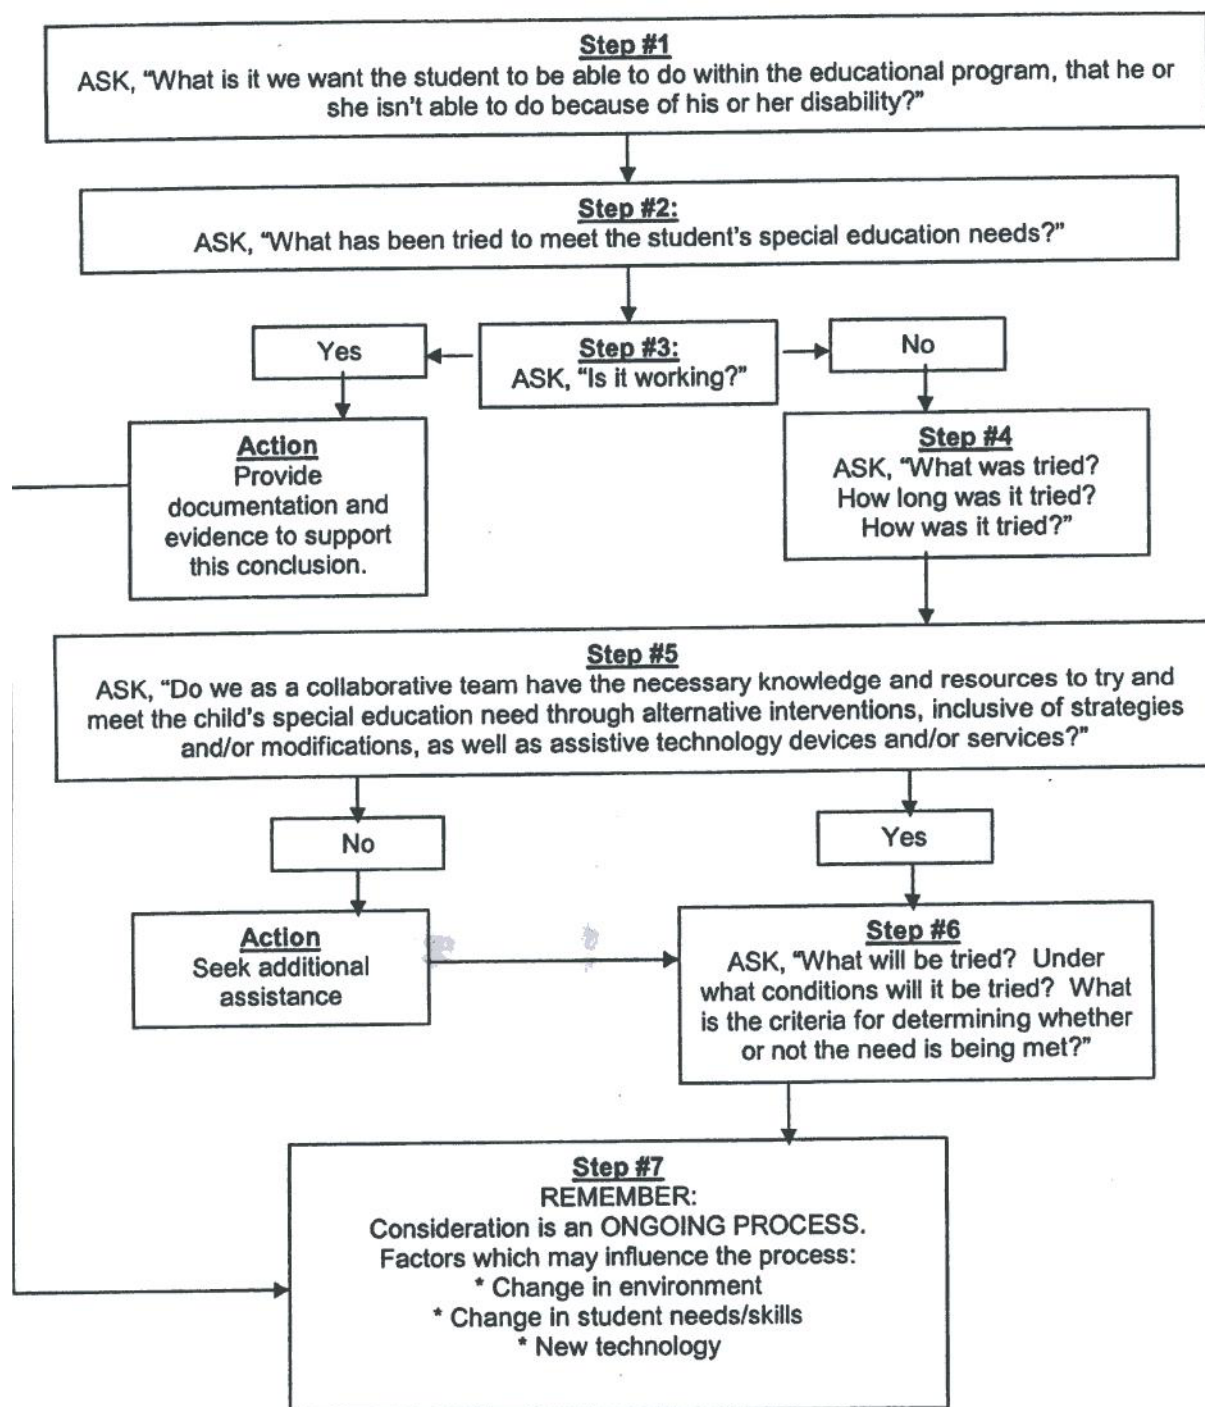 Step #1
ASK, "What is it we want the student to be able to do within the educational program, that he or
she isn't able to do because of his or her disability?"
Step #2:
ASK, "What has been tried to meet the student's special education needs?"
Yes
Step #3:
ASK, "Is it working?"
No
Action
Provide
documentation and
evidence to support
this conclusion.
Step #4
ASK, "What was tried?
How long was it tried?
How was it tried?"
Step #5
ASK, "Do we as a collaborative team have the necessary knowledge and resources to try and
meet the child's special education need through alternative interventions, inclusive of strategies
and/or modifications, as well as assistive technology devices and/or services?"
No
Yes
Action
Seek additional
assistance
Step #6
ASK, "What will be tried? Under
what conditions will it be tried? What
is the criteria for determining whether
or not the need is being met?"
Step #7
REMEMBER:
Consideration is an ONGOING PROCESS.
Factors which may influence the process:
* Change in environment
* Change in student needs/skills
* New technology